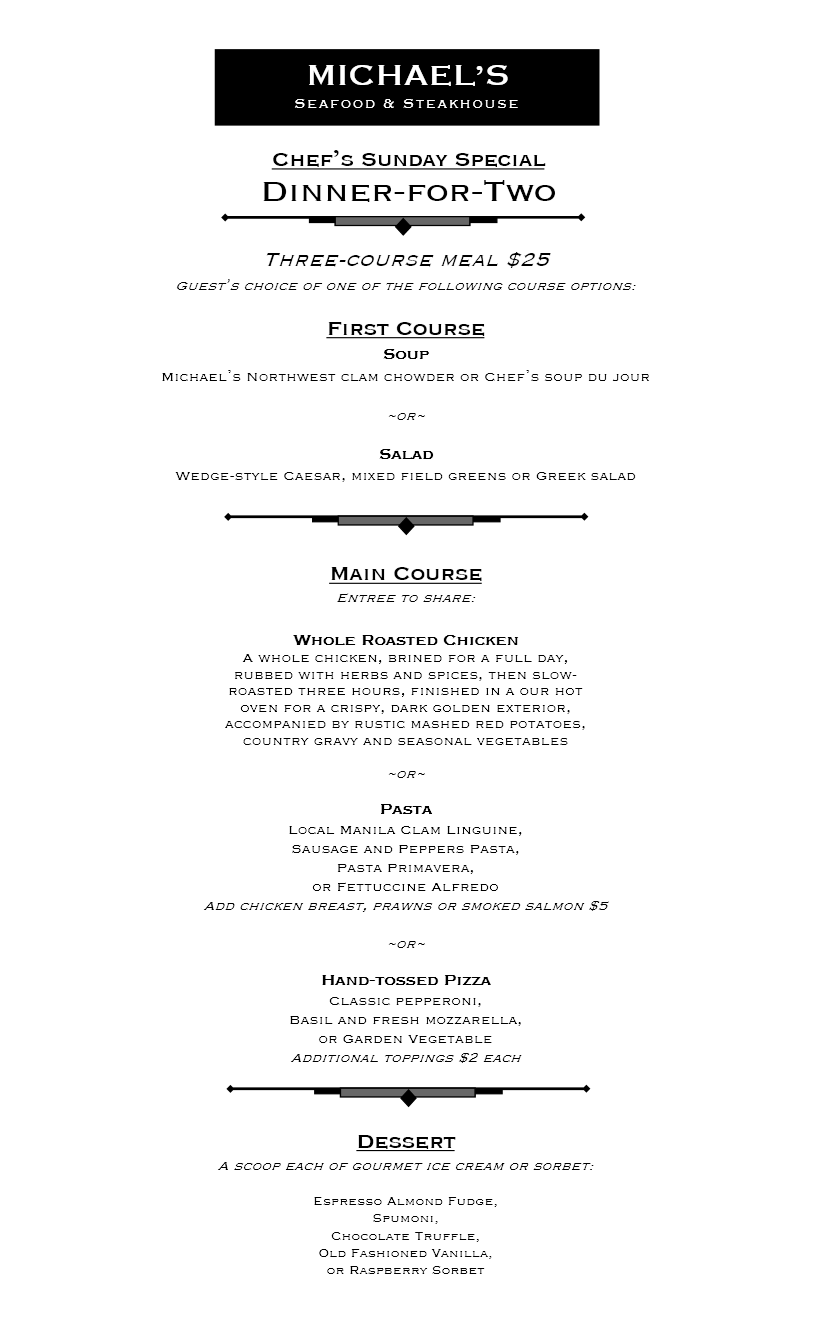 MICHAEL'S
SEAFOOD & STEAKHOUSE
CHEF'S SUNDAY SPECIAL
DINNER-FOR-TWO
THREE-COURSE MEAL $25
GUEST'S CHOICE OF ONE OF THE FOLLOWING COURSE OPTIONS:
FIRST COURSE
SOUP
MICHAEL'S NORTHWEST CLAM CHOWDER OR CHEF'S SOUP DU JOUR
~OR~
SALAD
WEDGE-STYLE CAESAR, MIXED FIELD GREENS OR GREEK SALAD
MAIN COURSE
ENTREE TO SHARE:
WHOLE ROASTED CHICKEN
A WHOLE CHICKEN, BRINED FOR A FULL DAY,
RUBBED WITH HERBS AND SPICES, THEN SLOW-
ROASTED THREE HOURS, FINISHED IN A OUR HOT
OVEN FOR A CRISPY, DARK GOLDEN EXTERIOR,
ACCOMPANIED BY RUSTIC MASHED RED POTATOES,
COUNTRY GRAVY AND SEASONAL VEGETABLES
~OR~
PASTA
LOCAL MANILA CLAM LINGUINE,
SAUSAGE AND PEPPERS PASTA,
PASTA PRIMAVERA,
OR FETTUCCINE ALFREDO
ADD CHICKEN BREAST, PRAWNS OR SMOKED SALMON $5
~OR~
HAND-TOSSED PIZZA
CLASSIC PEPPERONI,
BASIL AND FRESH MOZZARELLA,
OR GARDEN VEGETABLE
ADDITIONAL TOPPINGS $2 EACH
DESSERT
A SCOOP EACH OF GOURMET ICE CREAM OR SORBET:
ESPRESSO ALMOND FUDGE,
SPUMONI,
CHOCOLATE TRUFFLE,
OLD FASHIONED VANILLA,
OR RASPBERRY SORBET